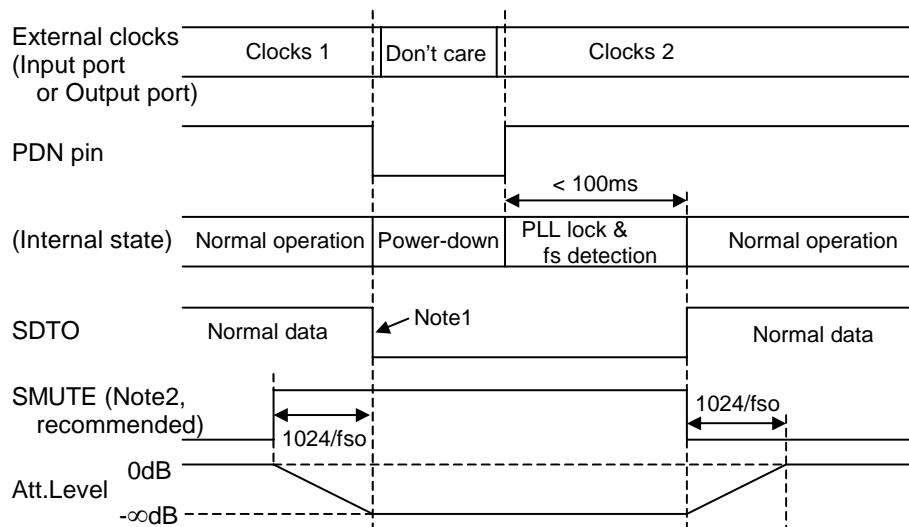 External clocks
(Input port
or Output port)
Clocks 1
Don't care
Clocks 2
PDN pin
< 100ms
(Internal state)
Normal operation
Power-down
PLL lock &
fs detection
Normal operation
SDTO
Normal data
Note1
Normal data
SMUTE (Note2,
recommended)
1024/fso
1024/fso
0dB
Att.Level
-∞dB